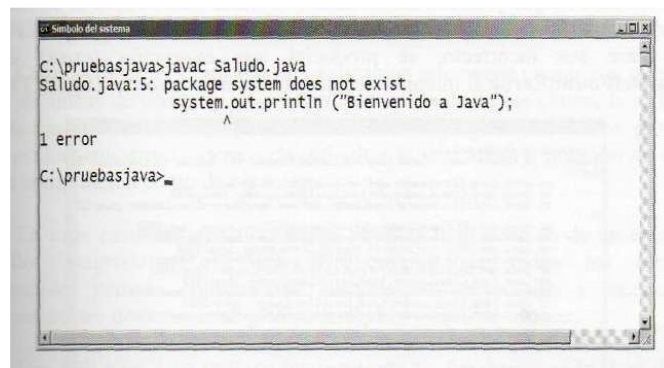 Símbolo del sistema
C:\pruebasjava>javac Saludo.java
Saludo.java:5: package system does not exist
system.out.println ("Bienvenido a Java");
^
1 error
C:\pruebasjava>